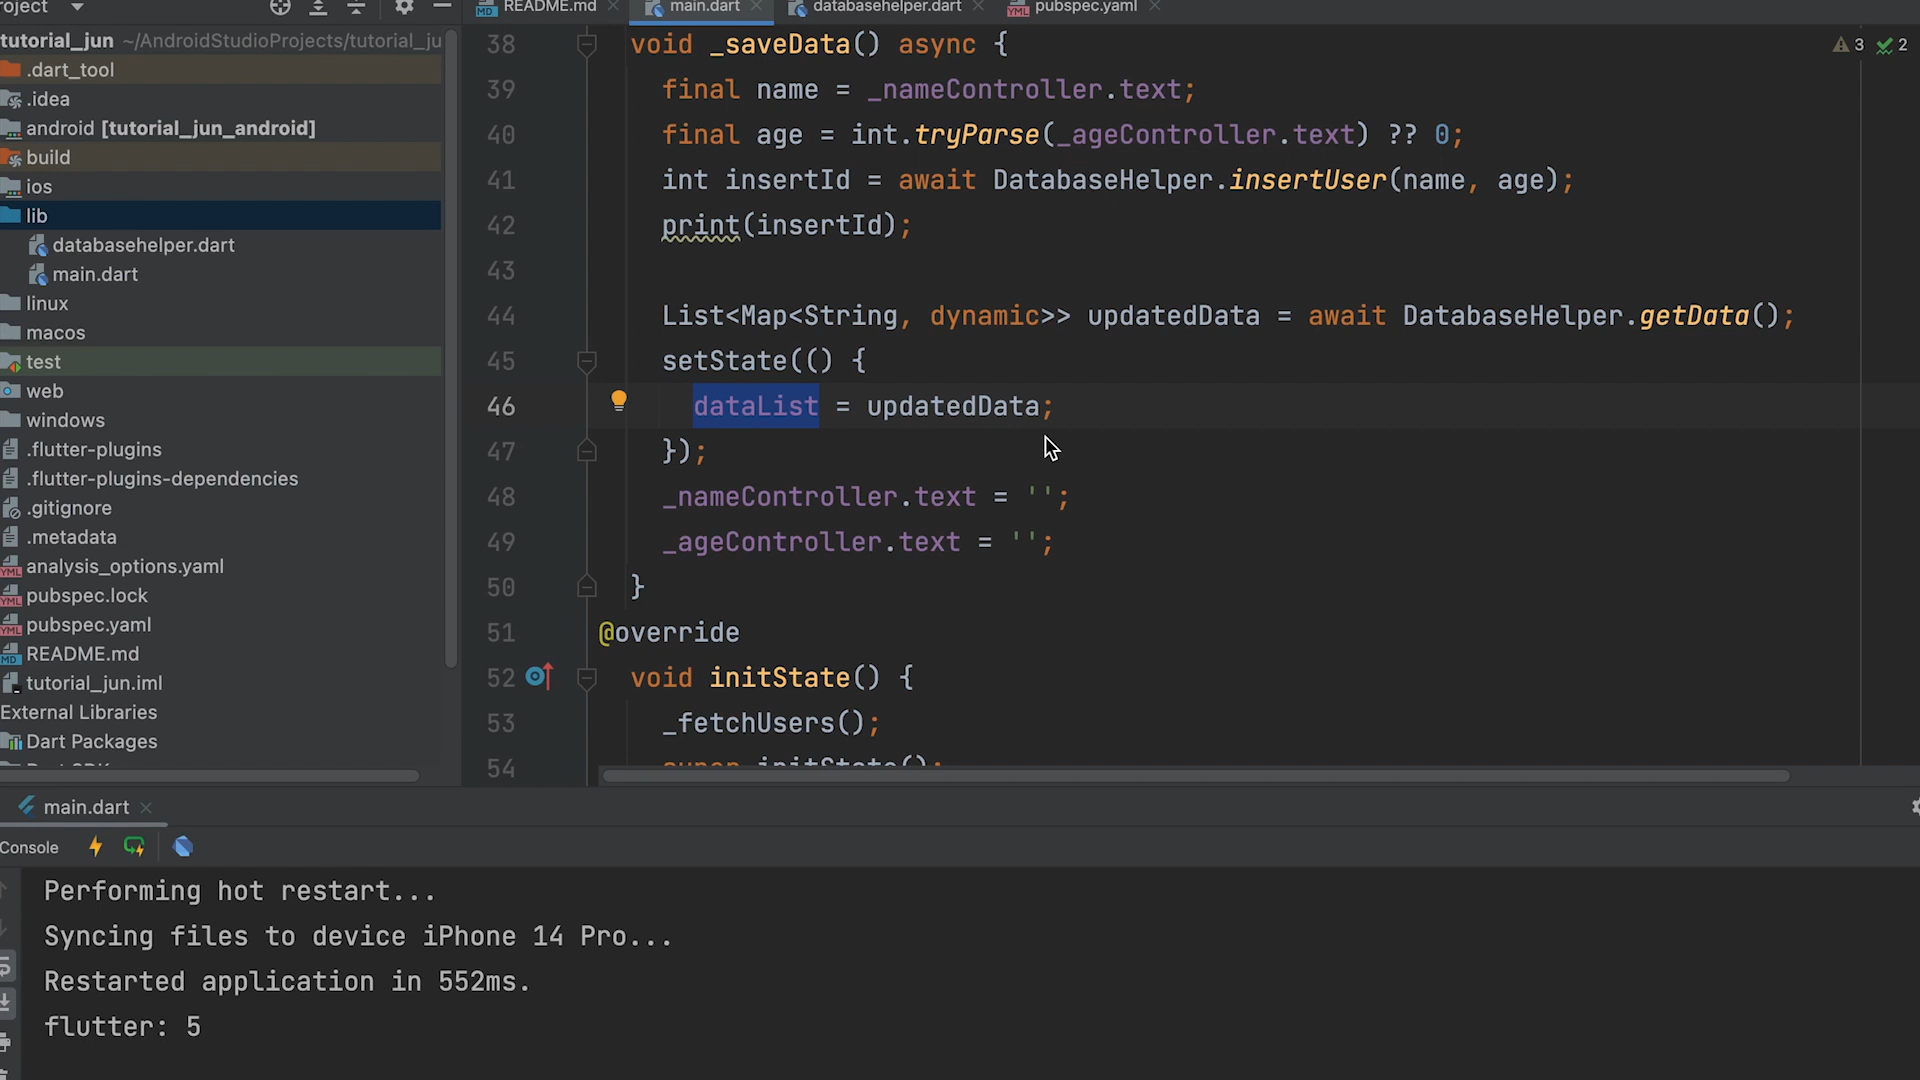 roject
tutorial_jun ~/AndroidStudioProjects/tutorial_ju
.dart_tool
.idea
android [tutorial_jun_android]
build
ios
lib
databasehelper.dart
main.dart
linux
macos
test
web
windows
.flutter-plugins
.flutter-plugins-dependencies
.gitignore
.metadata
analysis_options.yaml
pubspec.lock
pubspec.yaml
README.md
tutorial_jun.iml
External Libraries
Dart Packages
README.md main.dart databasehelper.dart pubspec.yaml
3 2
38 void _saveData() async {
39 final name = _nameController.text;
40 final age = int.tryParse(_ageController.text) ?? 0;
41 int insertId = await DatabaseHelper.insertUser(name, age);
42 print(insertId);
43
44 List<Map<String, dynamic>> updatedData = await DatabaseHelper.getData();
45 setState(() {
46 dataList = updatedData;
47 });
48 _nameController.text = '';
49 _ageController.text = '';
50 }
51 @override
52 void initState() {
53 _fetchUsers();
54 super.initState();
main.dart
Console
Performing hot restart...
Syncing files to device iPhone 14 Pro...
Restarted application in 552ms.
flutter: 5